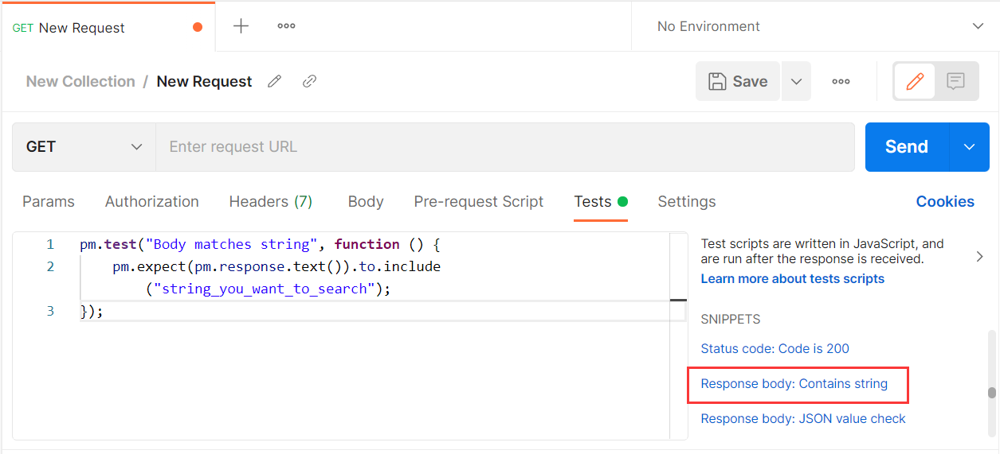 GET New Request
No Environment
New Collection / New Request
Save
GET
Enter request URL
Send
Params Authorization Headers (7) Body Pre-request Script Tests Settings Cookies
1 pm.test("Body matches string", function () {
2 pm.expect(pm.response.text()).to.include
("string_you_want_to_search");
3 });
Test scripts are written in JavaScript, and
are run after the response is received.
Learn more about tests scripts
SNIPPETS
Status code: Code is 200
Response body: Contains string
Response body: JSON value check